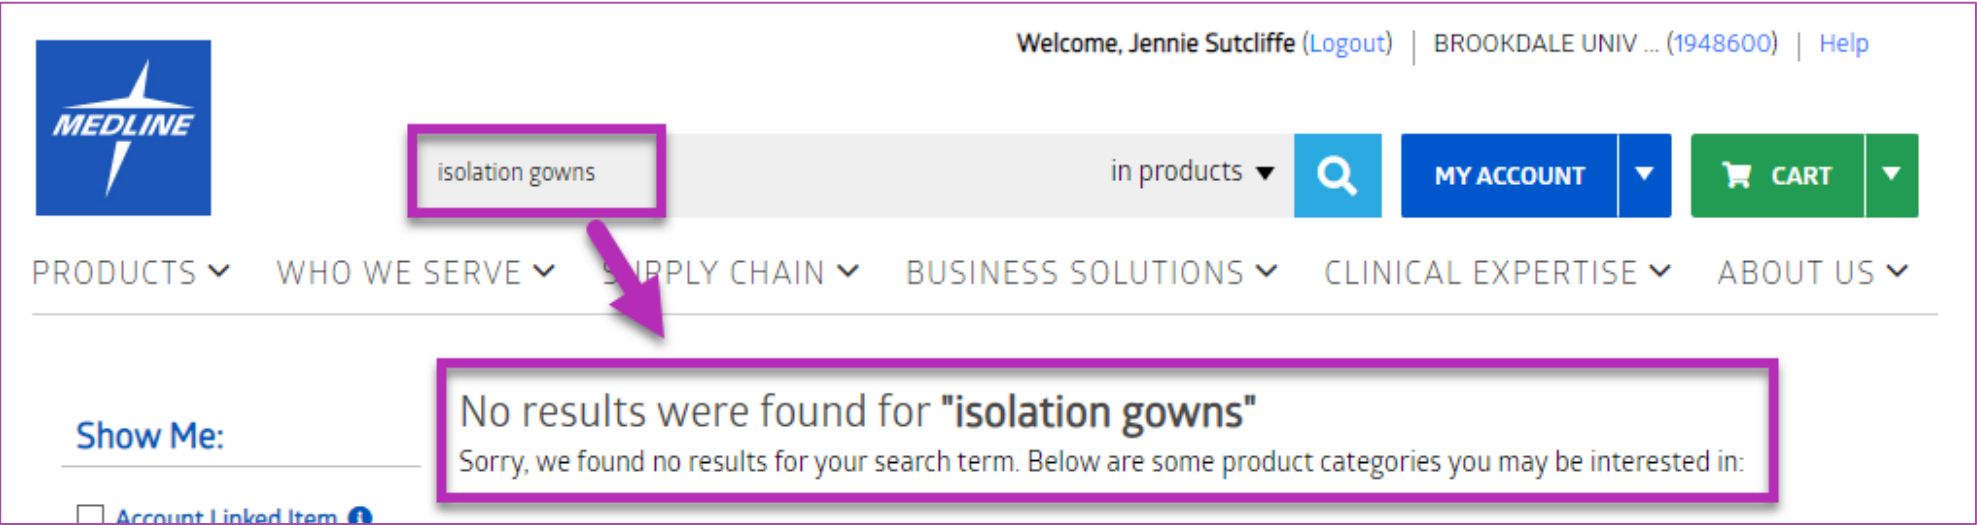 Welcome, Jennie Sutcliffe (Logout) | BROOKDALE UNIV ... (1948600) | Help
MEDLINE
isolation gowns in products MY ACCOUNT CART
PRODUCTS WHO WE SERVE SUPPLY CHAIN BUSINESS SOLUTIONS CLINICAL EXPERTISE ABOUT US
No results were found for "isolation gowns"
Show Me:
Sorry, we found no results for your search term. Below are some product categories you may be interested in:
Account Linked Item